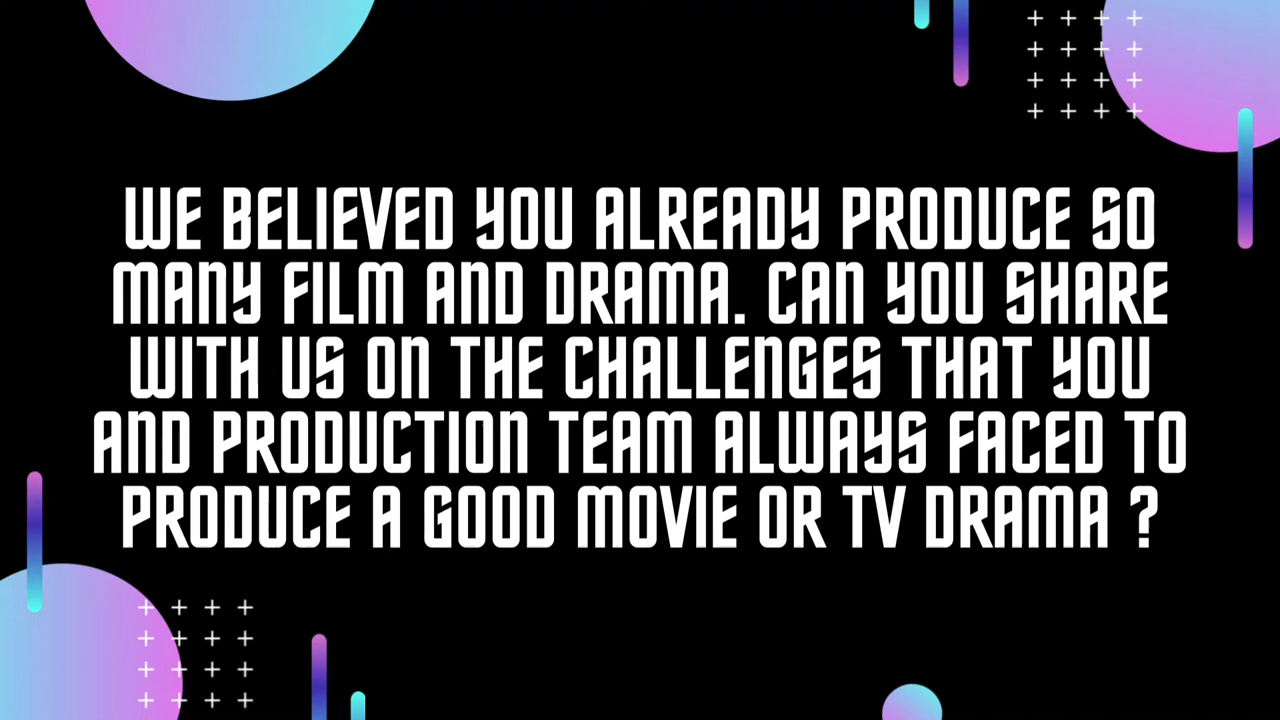 WE BELIEVED YOU ALREADY PRODUCE SO
MANY FILM AND DRAMA. CAN YOU SHARE
WITH US ON THE CHALLENGES THAT YOU
AND PRODUCTION TEAM ALWAYS FACED TO
PRODUCE A GOOD MOVIE OR TV DRAMA ?